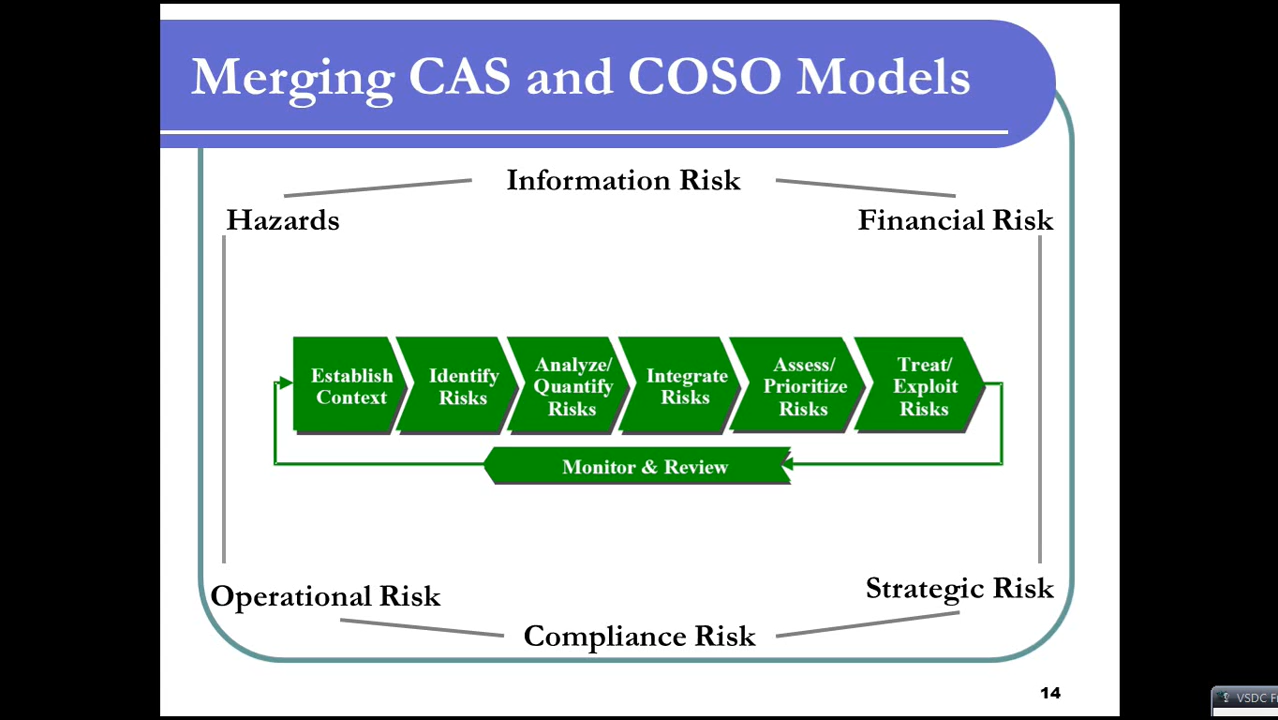 Merging CAS and COSO Models
Information Risk
Hazards
Financial Risk
Establish
Context
Identify
Risks
Analyze/
Quantify
Risks
Integrate
Risks
Assess/
Prioritize
Risks
Treat/
Exploit
Risks
Monitor & Review
Operational Risk
Strategic Risk
Compliance Risk
14
VSDC